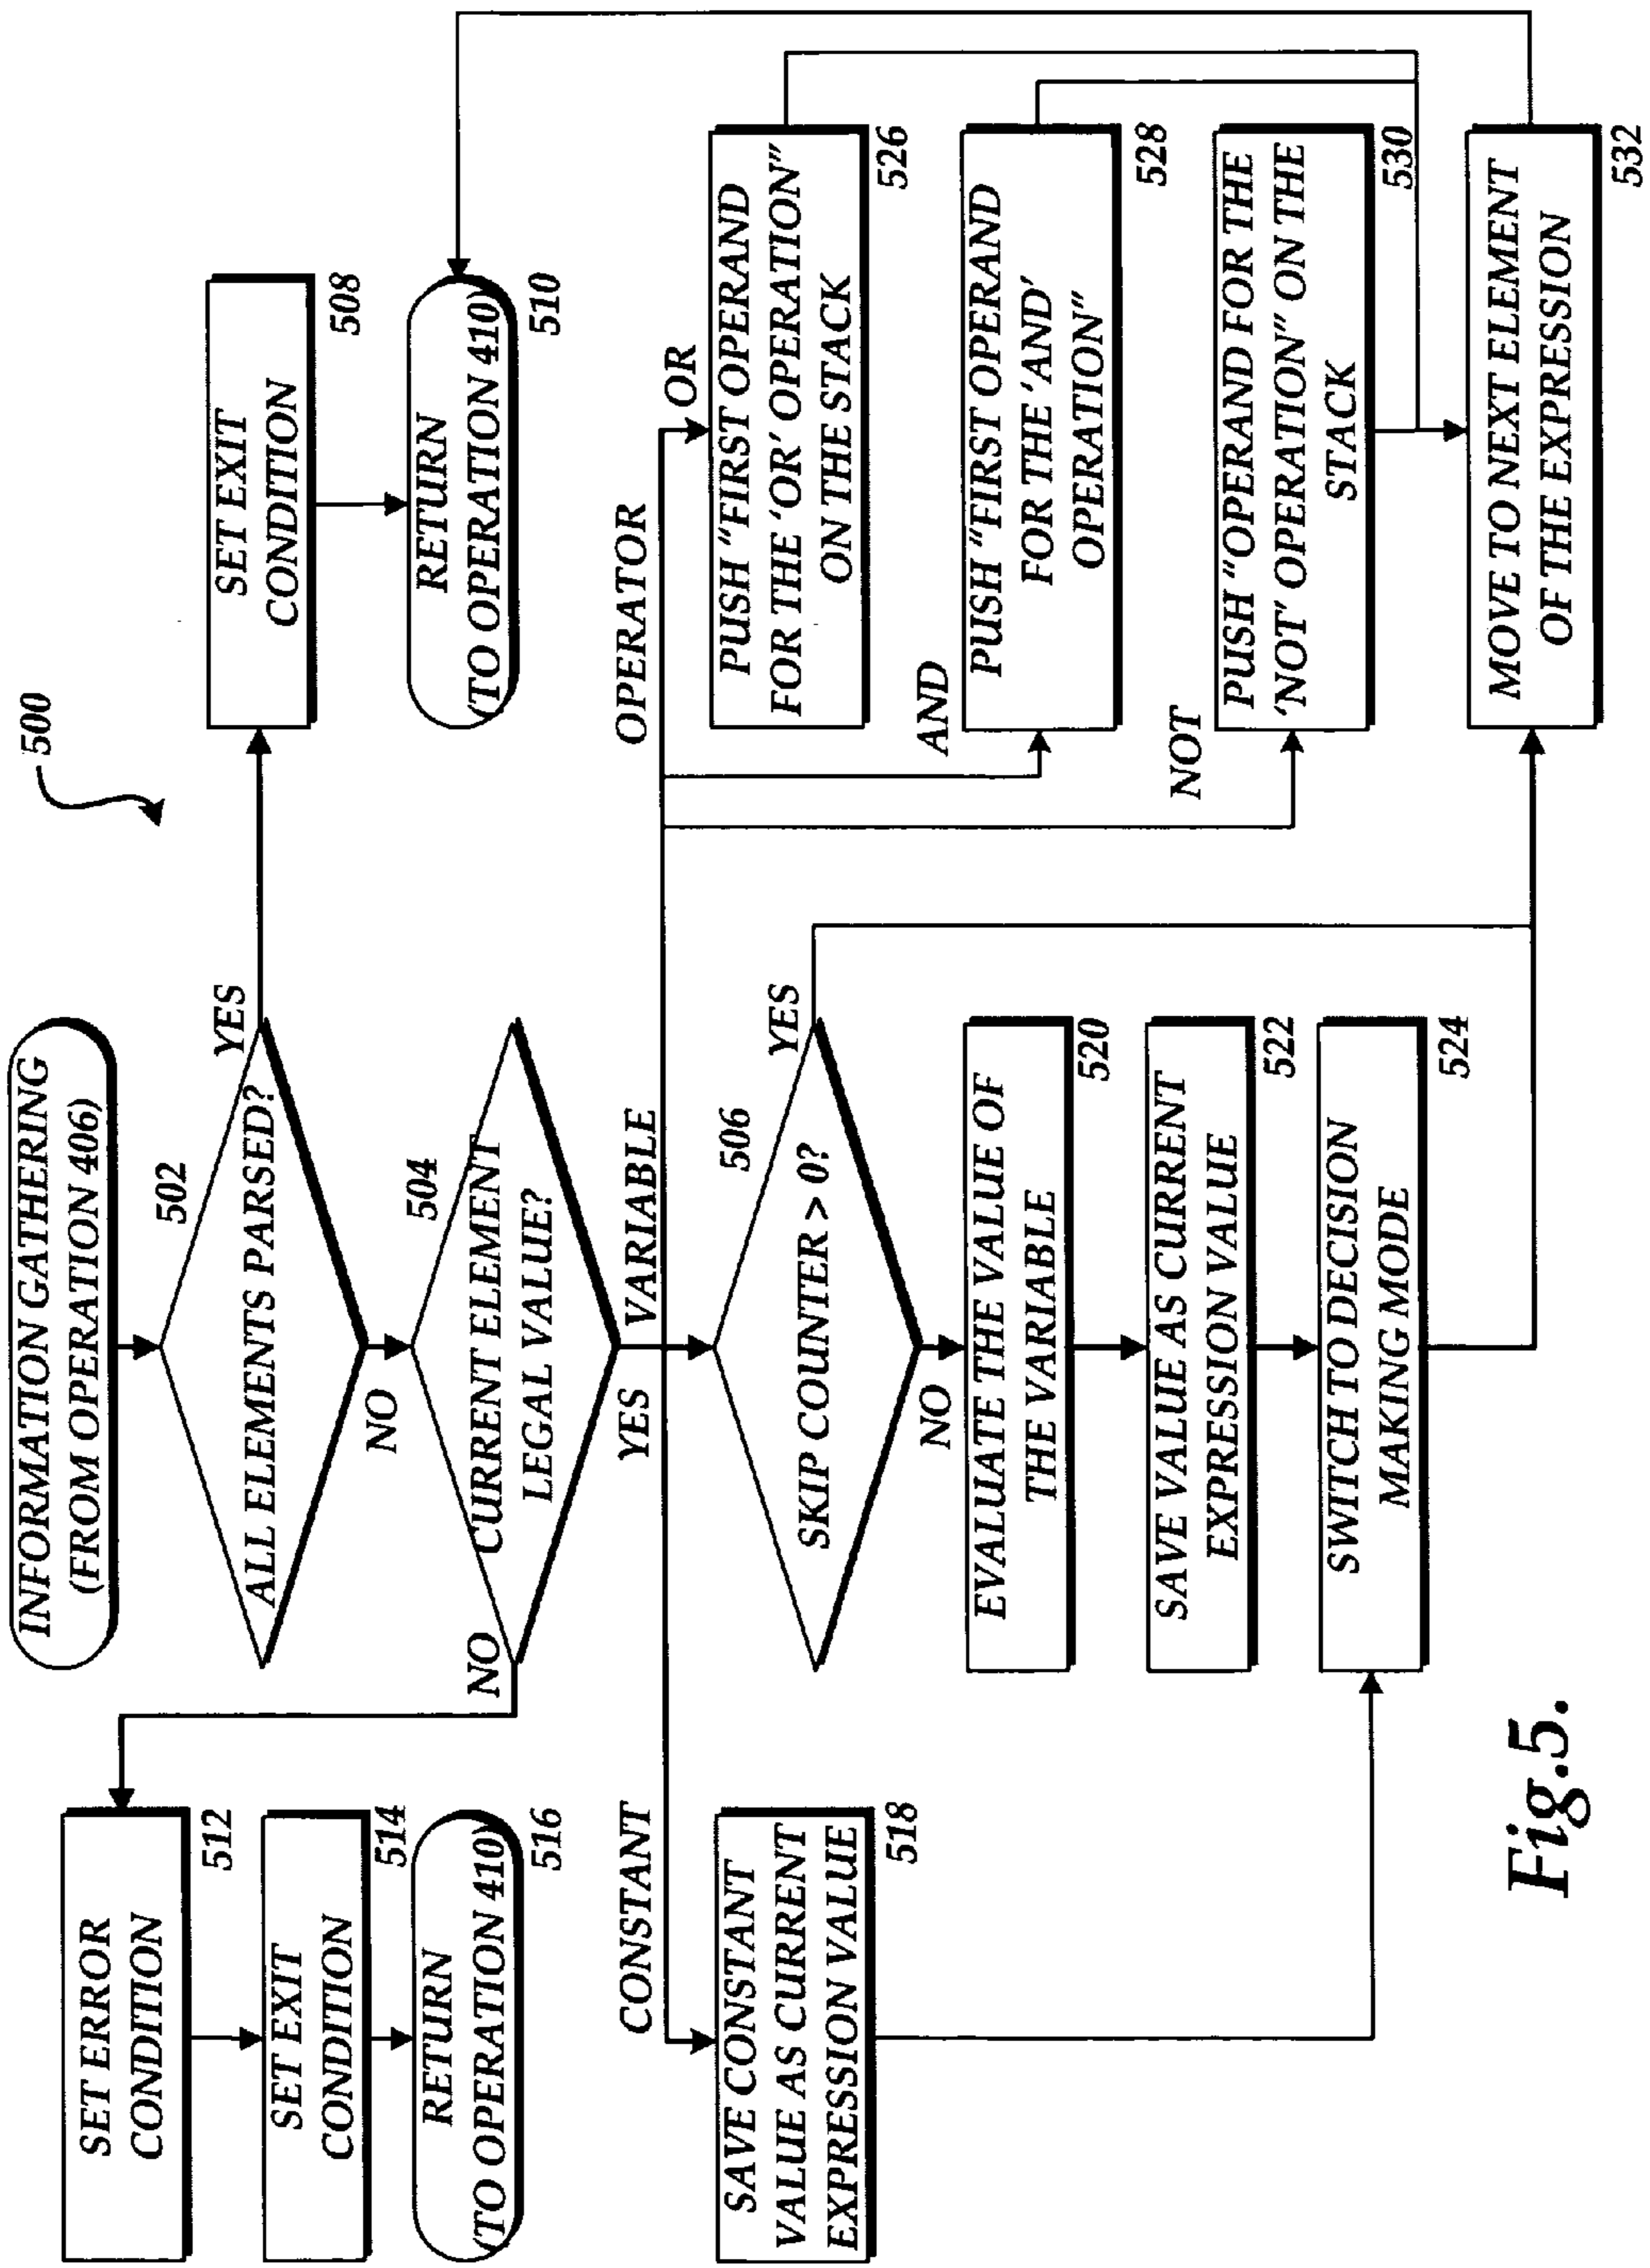 500
INFORMATION GATHERING
(FROM OPERATION 406)
502
ALL ELEMENTS PARSED?
YES
NO
SET EXIT
CONDITION
508
RETURN
(TO OPERATION 410)
510
504
CURRENT ELEMENT
LEGAL VALUE?
NO
YES
SET ERROR
CONDITION
512
SET EXIT
CONDITION
514
RETURN
(TO OPERATION 410)
516
CONSTANT
VARIABLE
OPERATOR
SAVE CONSTANT
VALUE AS CURRENT
EXPRESSION VALUE
518
506
SKIP COUNTER > 0?
YES
NO
EVALUATE THE VALUE OF
THE VARIABLE
520
SAVE VALUE AS CURRENT
EXPRESSION VALUE
522
SWITCH TO DECISION
MAKING MODE
524
OR
PUSH "FIRST OPERAND
FOR THE 'OR' OPERATION"
ON THE STACK
526
AND
PUSH "FIRST OPERAND
FOR THE 'AND'
OPERATION"
528
NOT
PUSH "OPERAND FOR THE
'NOT' OPERATION" ON THE
STACK
530
MOVE TO NEXT ELEMENT
OF THE EXPRESSION
532
Fig.5.